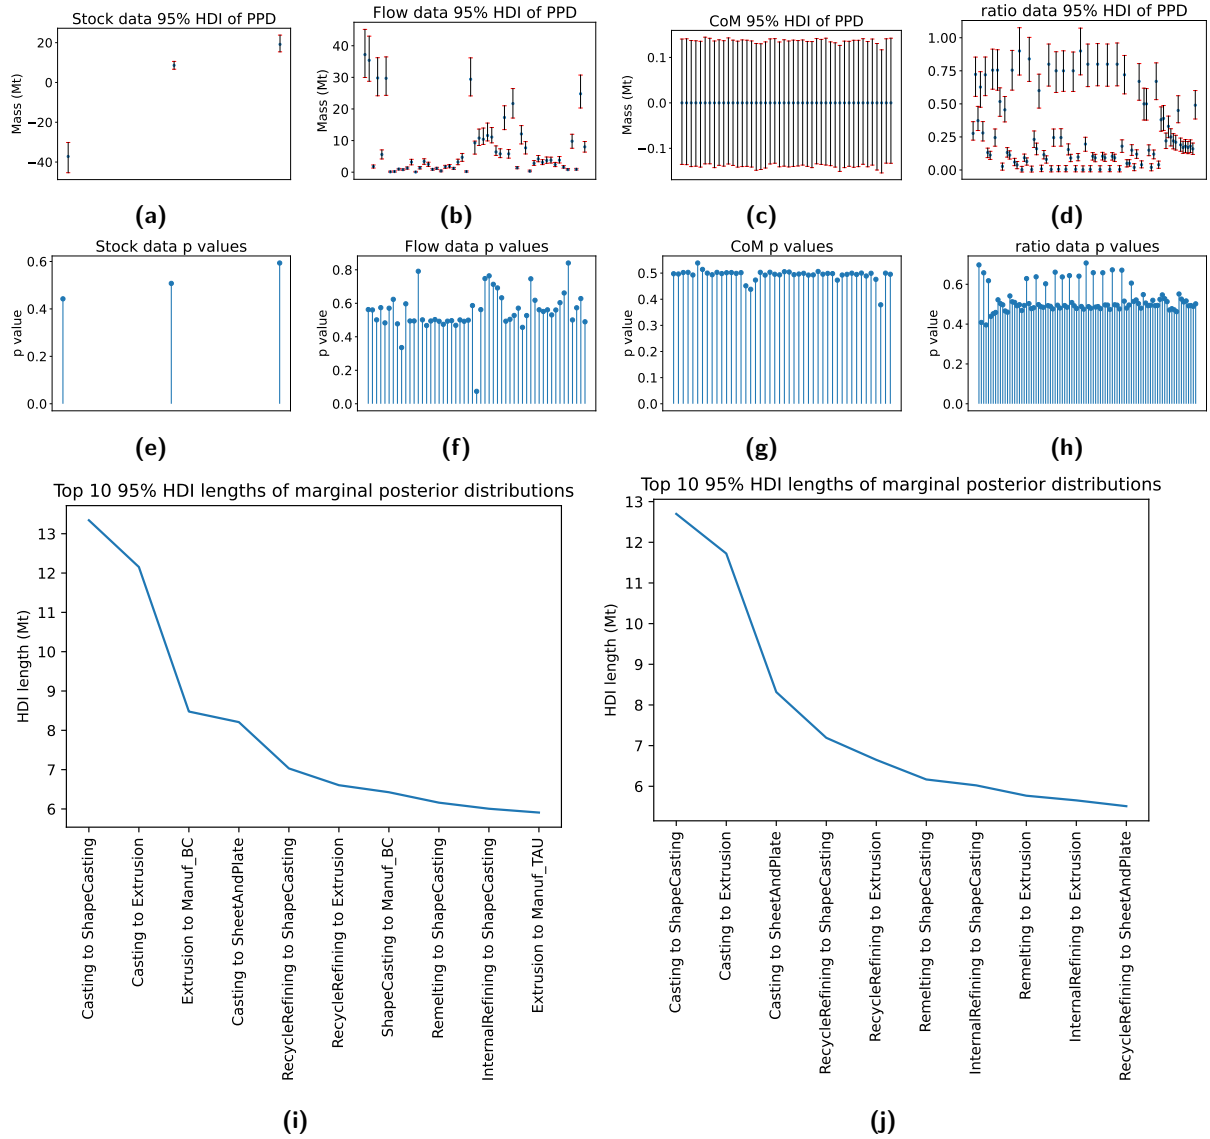 Stock data 95% HDI of PPD
Mass (Mt)
20
0
−20
−40
(a)
Flow data 95% HDI of PPD
Mass (Mt)
40
30
20
10
0
(b)
CoM 95% HDI of PPD
Mass (Mt)
0.1
0.0
−0.1
(c)
ratio data 95% HDI of PPD
1.00
0.75
0.50
0.25
0.00
(d)
Stock data p values
p value
0.6
0.4
0.2
0.0
(e)
Flow data p values
p value
0.8
0.6
0.4
0.2
0.0
(f)
CoM p values
p value
0.5
0.4
0.3
0.2
0.1
0.0
(g)
ratio data p values
p value
0.6
0.4
0.2
0.0
(h)
Top 10 95% HDI lengths of marginal posterior distributions
HDI length (Mt)
13
12
11
10
9
8
7
6
Casting to ShapeCasting
Casting to Extrusion
Extrusion to Manuf_BC
Casting to SheetAndPlate
RecycleRefining to ShapeCasting
RecycleRefining to Extrusion
ShapeCasting to Manuf_BC
Remelting to ShapeCasting
InternalRefining to ShapeCasting
Extrusion to Manuf_TAU
(i)
Top 10 95% HDI lengths of marginal posterior distributions
HDI length (Mt)
13
12
11
10
9
8
7
6
Casting to ShapeCasting
Casting to Extrusion
Casting to SheetAndPlate
RecycleRefining to ShapeCasting
RecycleRefining to Extrusion
Remelting to ShapeCasting
InternalRefining to ShapeCasting
Remelting to Extrusion
InternalRefining to Extrusion
RecycleRefining to SheetAndPlate
(j)